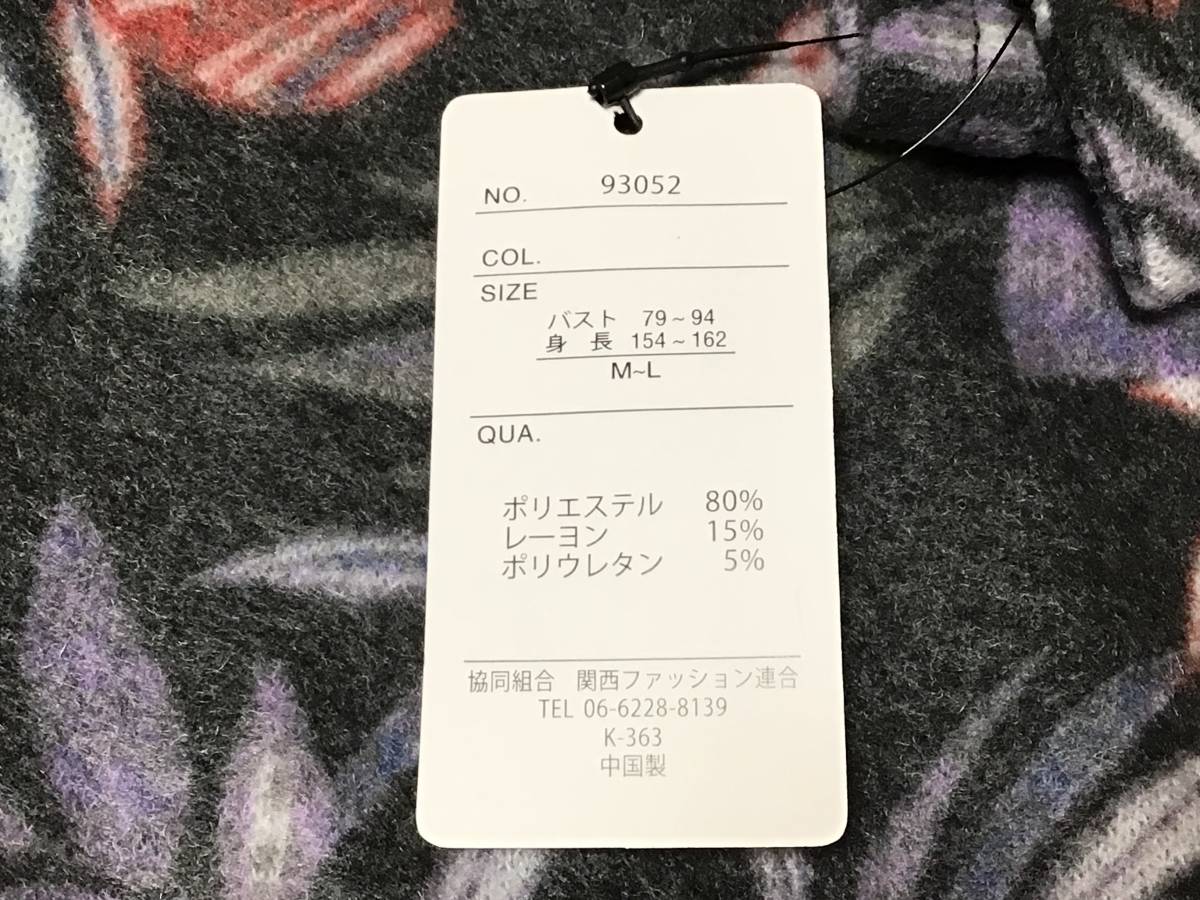 NO. 93052
COL.
SIZE
バスト 79~94
身 長 154~162
M~L
QUA.
ポリエステル 80%
レーヨン 15%
ポリウレタン 5%
協同組合 関西ファッション連合
TEL 06-6228-8139
K-363
中国製